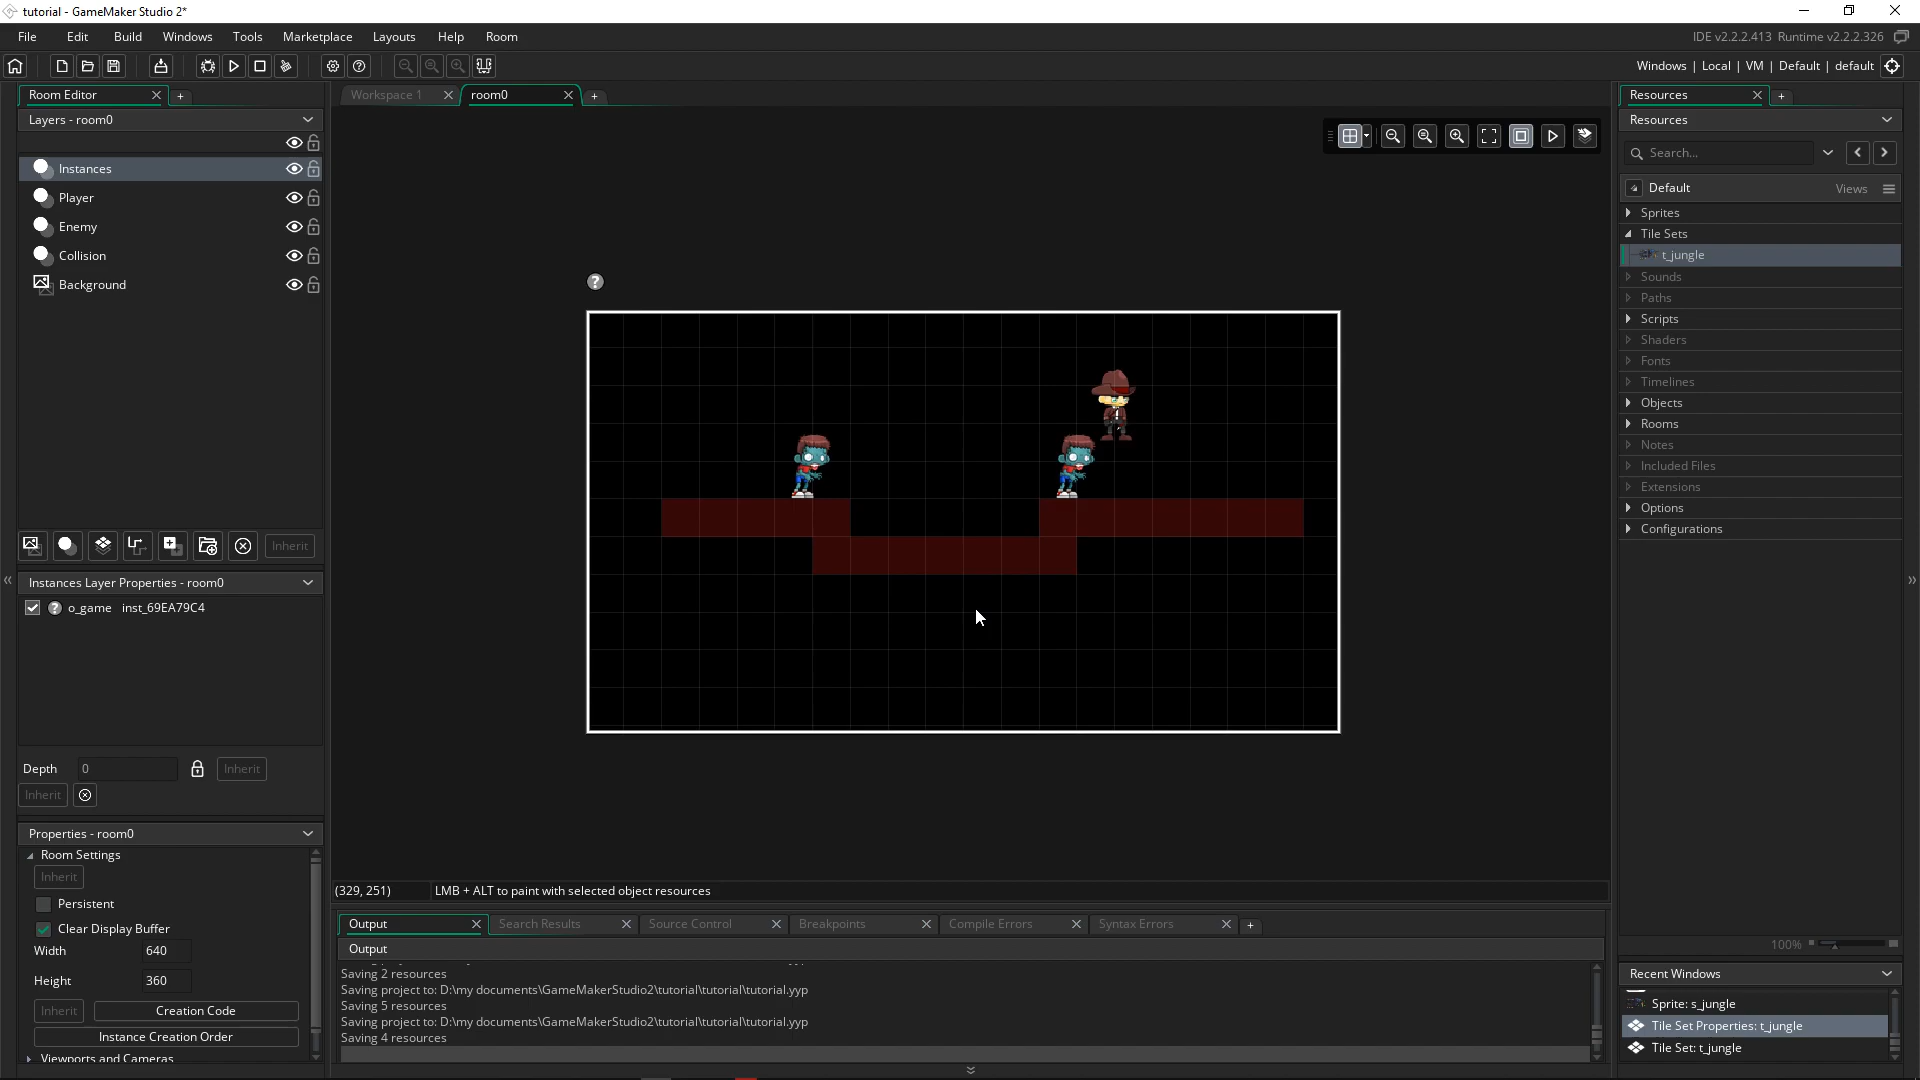 tutorial - GameMaker Studio 2*
File Edit Build Windows Tools Marketplace Layouts Help Room
IDE v2.2.2.413 Runtime v2.2.2.326
Windows | Local | VM | Default | default
Room Editor
Workspace 1
room0
Resources
Layers - room0
Resources
Search...
Instances
Default
Views
Player
Sprites
Enemy
Tile Sets
Collision
t_jungle
Background
Sounds
Paths
Scripts
Shaders
Fonts
Timelines
Objects
Rooms
Notes
Included Files
Extensions
Options
Configurations
Inherit
Instances Layer Properties - room0
o_game inst_69EA79C4
Depth 0 Inherit
Inherit
Properties - room0
Room Settings
Inherit
Persistent
Clear Display Buffer
Width 640
Height 360
Inherit Creation Code
Instance Creation Order
Viewports and Cameras
(329, 251) LMB + ALT to paint with selected object resources
Output Search Results Source Control Breakpoints Compile Errors Syntax Errors
Output
Saving 2 resources
Saving project to: D:\my documents\GameMakerStudio2\tutorial\tutorial\tutorial.yyp
Saving 5 resources
Saving project to: D:\my documents\GameMakerStudio2\tutorial\tutorial\tutorial.yyp
Saving 4 resources
100%
Recent Windows
Sprite: s_jungle
Tile Set Properties: t_jungle
Tile Set: t_jungle